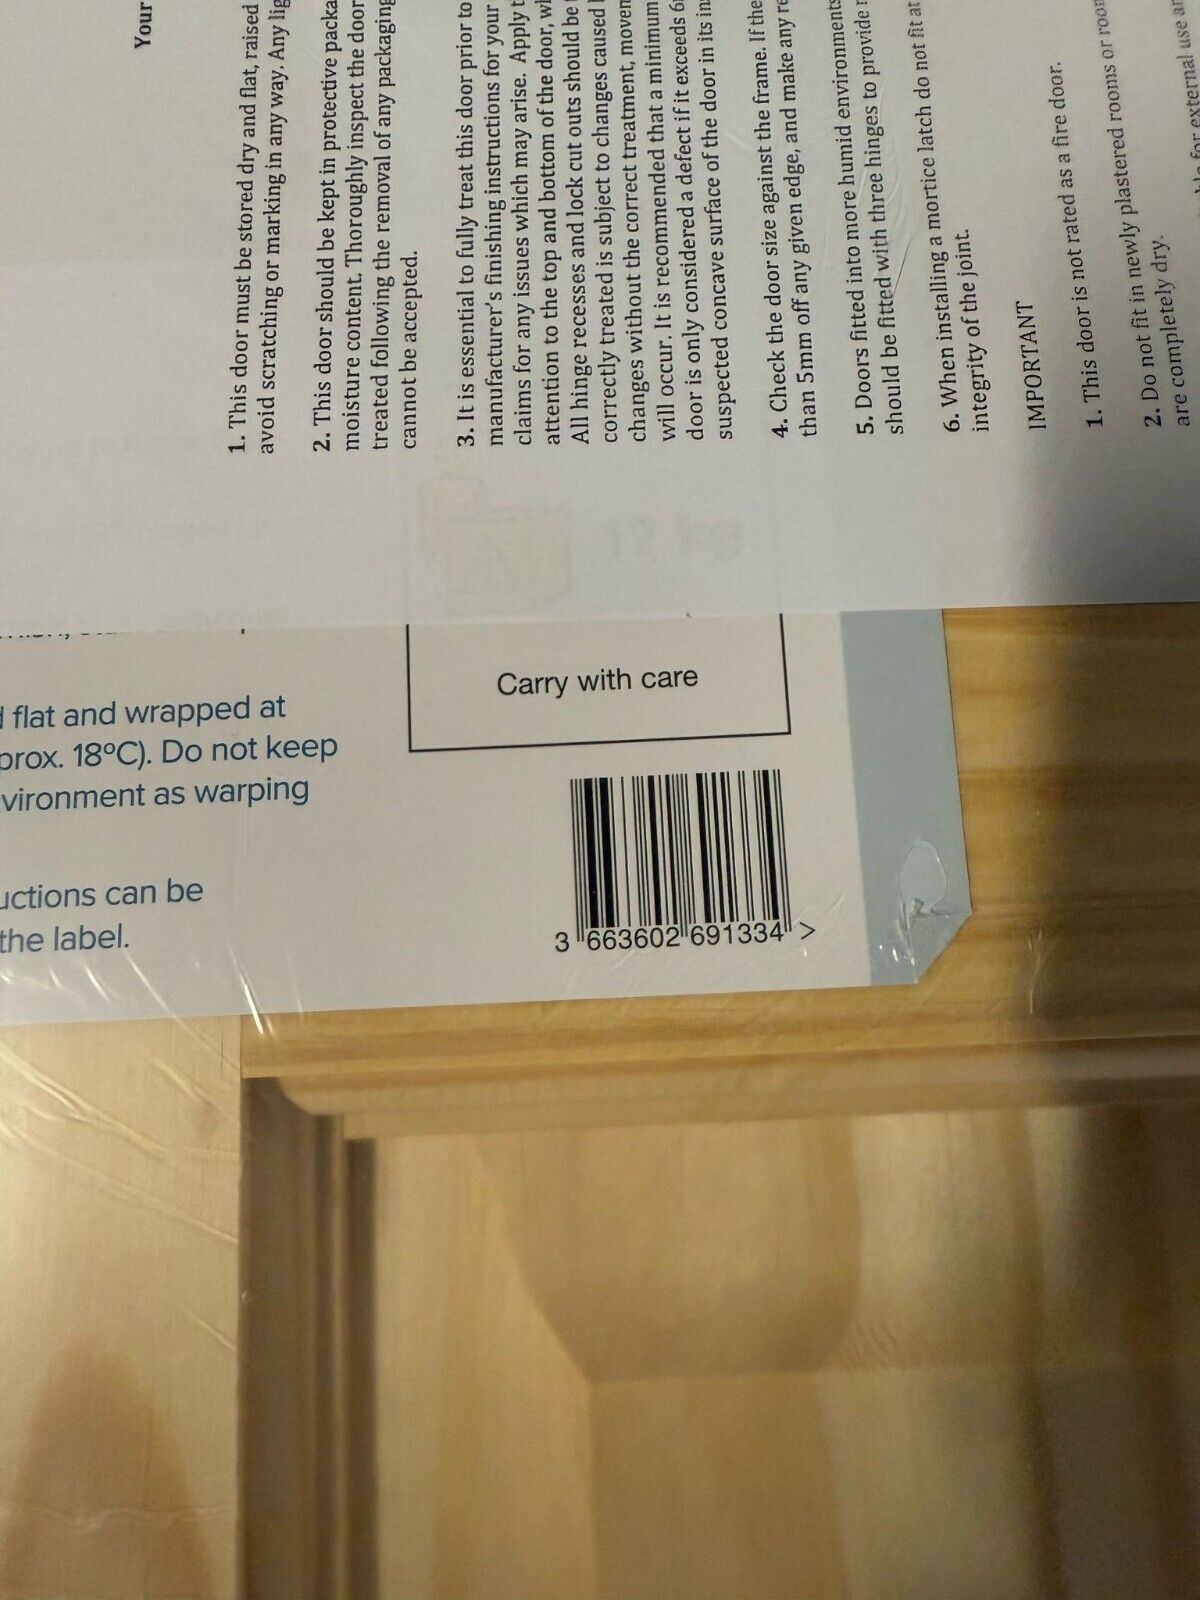 Your
1. This door must be stored dry and flat, raised
avoid scratching or marking in any way. Any lig
2. This door should be kept in protective packa
moisture content. Thoroughly inspect the door
treated following the removal of any packaging
cannot be accepted.
3. It is essential to fully treat this door prior to
manufacturer's finishing instructions for your
claims for any issues which may arise. Apply t
attention to the top and bottom of the door, wh
All hinge recesses and lock cut outs should be
correctly treated is subject to changes caused
changes without the correct treatment, movem
will occur. It is recommended that a minimum
door is only considered a defect if it exceeds 6
suspected concave surface of the door in its in
4. Check the door size against the frame. If the
than 5mm off any given edge, and make any re
5. Doors fitted into more humid environments
should be fitted with three hinges to provide
6. When installing a mortice latch do not fit at
integrity of the joint.
IMPORTANT
1. This door is not rated as a fire door.
2. Do not fit in newly plastered rooms or room
are completely dry.
for external use
12 kg
Carry with care
flat and wrapped at
prox. 18°C). Do not keep
vironment as warping
uctions can be
the label.
3 663602 691334 >